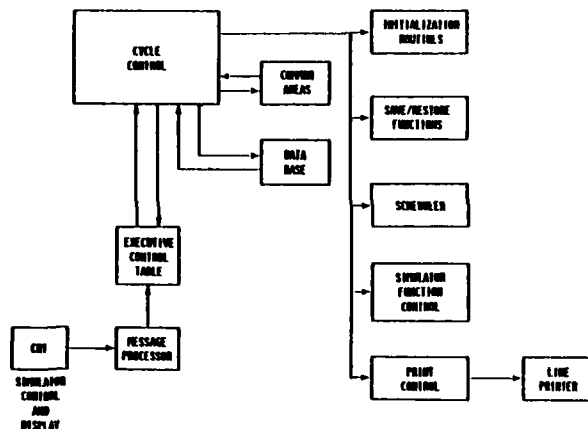 CYCLE
CONTROL
INITIALIZATION
ROUTINES
COMMON
AREAS
SAVE/RESTORE
FUNCTIONS
DATA
BASE
SCHEDULER
EXECUTIVE
CONTROL
TABLE
SIMULATOR
FUNCTION
CONTROL
CRT
MESSAGE
PROCESSOR
PRINT
CONTROL
LINE
PRINTER
SIMULATOR
CONTROL
AND
DISPLAY